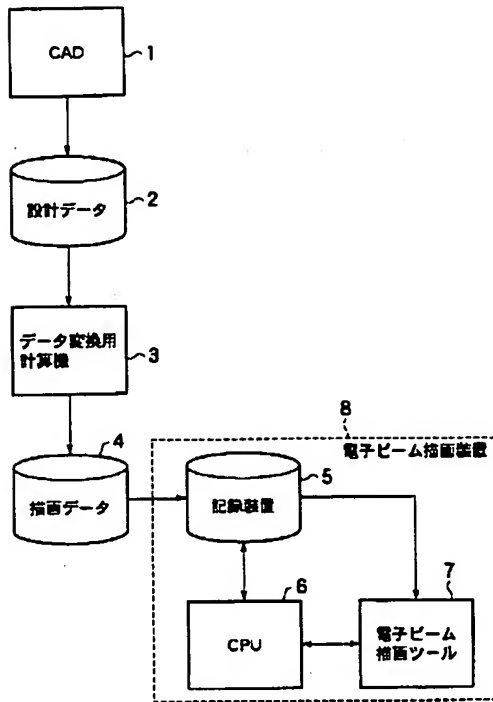 CAD
1
設計データ
2
データ変換用
計算機
3
4
描画データ
8
電子ビーム描画装置
5
記録装置
6
CPU
7
電子ビーム
描画ツール